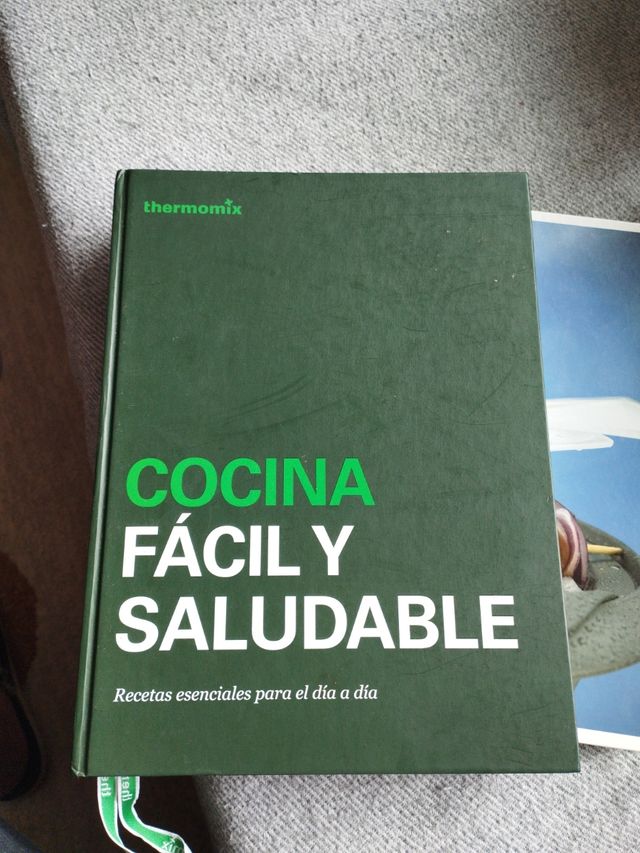 thermomix
COCINA
FÁCIL Y
SALUDABLE
Recetas esenciales para el día a día